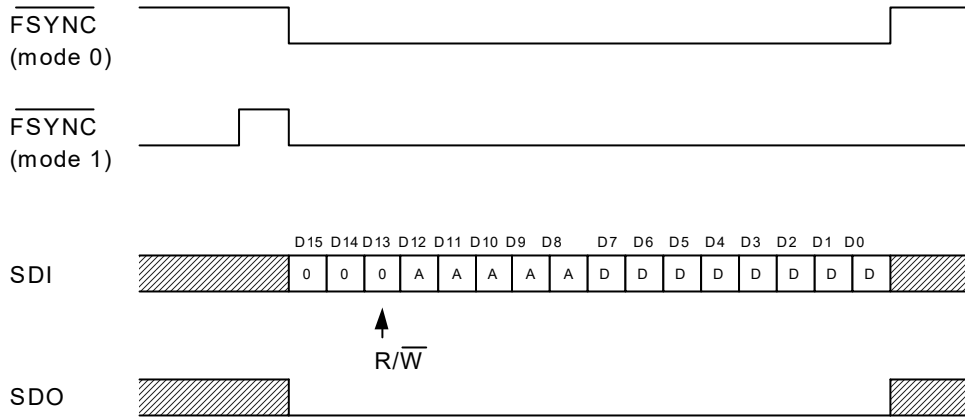 FSYNC
(mode 0)
FSYNC
(mode 1)
D15 D14 D13 D12 D11 D10 D9 D8 D7 D6 D5 D4 D3 D2 D1 D0
SDI 0 0 0 A A A A A D D D D D D D D
R/W
SDO